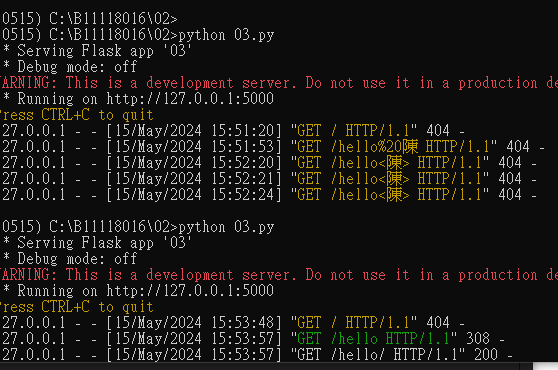 0515) C:\B11118016\02>
0515) C:\B11118016\02>python 03.py
* Serving Flask app '03'
* Debug mode: off
WARNING: This is a development server. Do not use it in a production de
* Running on http://127.0.0.1:5000
Press CTRL+C to quit
27.0.0.1 - - [15/May/2024 15:51:20] "GET / HTTP/1.1" 404 -
27.0.0.1 - - [15/May/2024 15:51:53] "GET /hello%20陳 HTTP/1.1" 404 -
27.0.0.1 - - [15/May/2024 15:52:20] "GET /hello<陳> HTTP/1.1" 404 -
27.0.0.1 - - [15/May/2024 15:52:21] "GET /hello<陳> HTTP/1.1" 404 -
27.0.0.1 - - [15/May/2024 15:52:24] "GET /hello<陳> HTTP/1.1" 404 -
0515) C:\B11118016\02>python 03.py
* Serving Flask app '03'
* Debug mode: off
WARNING: This is a development server. Do not use it in a production de
* Running on http://127.0.0.1:5000
Press CTRL+C to quit
27.0.0.1 - - [15/May/2024 15:53:48] "GET / HTTP/1.1" 404 -
27.0.0.1 - - [15/May/2024 15:53:57] "GET /hello HTTP/1.1" 308 -
27.0.0.1 - - [15/May/2024 15:53:57] "GET /hello/ HTTP/1.1" 200 -